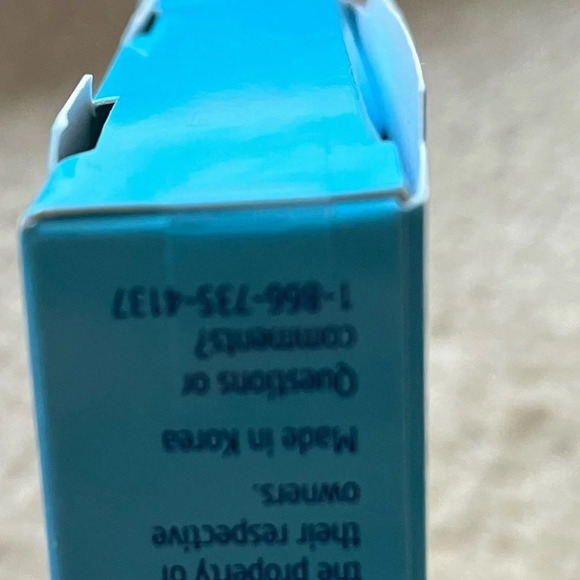 the property of
their respective
owners.
Made in Korea
Questions or
comments?
1-866-735-4137